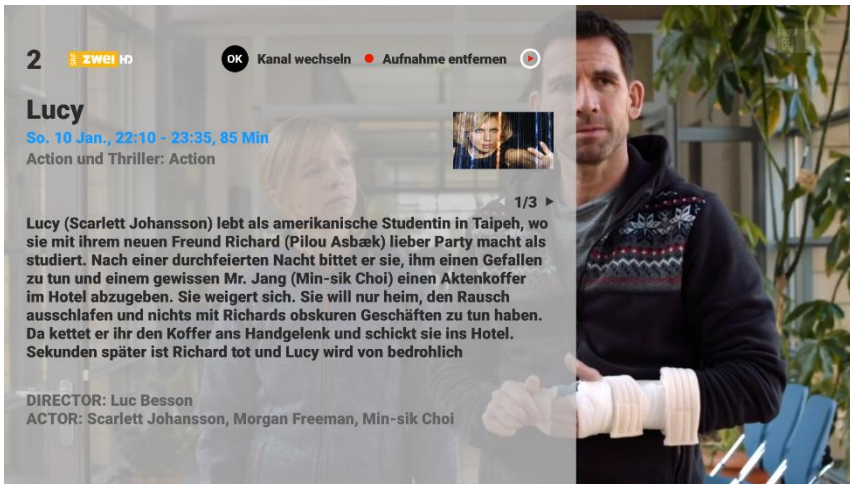 2 SRF zwei HD OK Kanal wechseln Aufnahme entfernen
Lucy
So. 10 Jan., 22:10 - 23:35, 85 Min
Action und Thriller: Action
1/3
Lucy (Scarlett Johansson) lebt als amerikanische Studentin in Taipeh, wo
sie mit ihrem neuen Freund Richard (Pilou Asbæk) lieber Party macht als
studiert. Nach einer durchfeierten Nacht bittet er sie, ihm einen Gefallen
zu tun und einem gewissen Mr. Jang (Min-sik Choi) einen Aktenkoffer
im Hotel abzugeben. Sie weigert sich. Sie will nur heim, den Rausch
ausschlafen und nichts mit Richards obskuren Geschäften zu tun haben.
Da kettet er ihr den Koffer ans Handgelenk und schickt sie ins Hotel.
Sekunden später ist Richard tot und Lucy wird von bedrohlich
DIRECTOR: Luc Besson
ACTOR: Scarlett Johansson, Morgan Freeman, Min-sik Choi